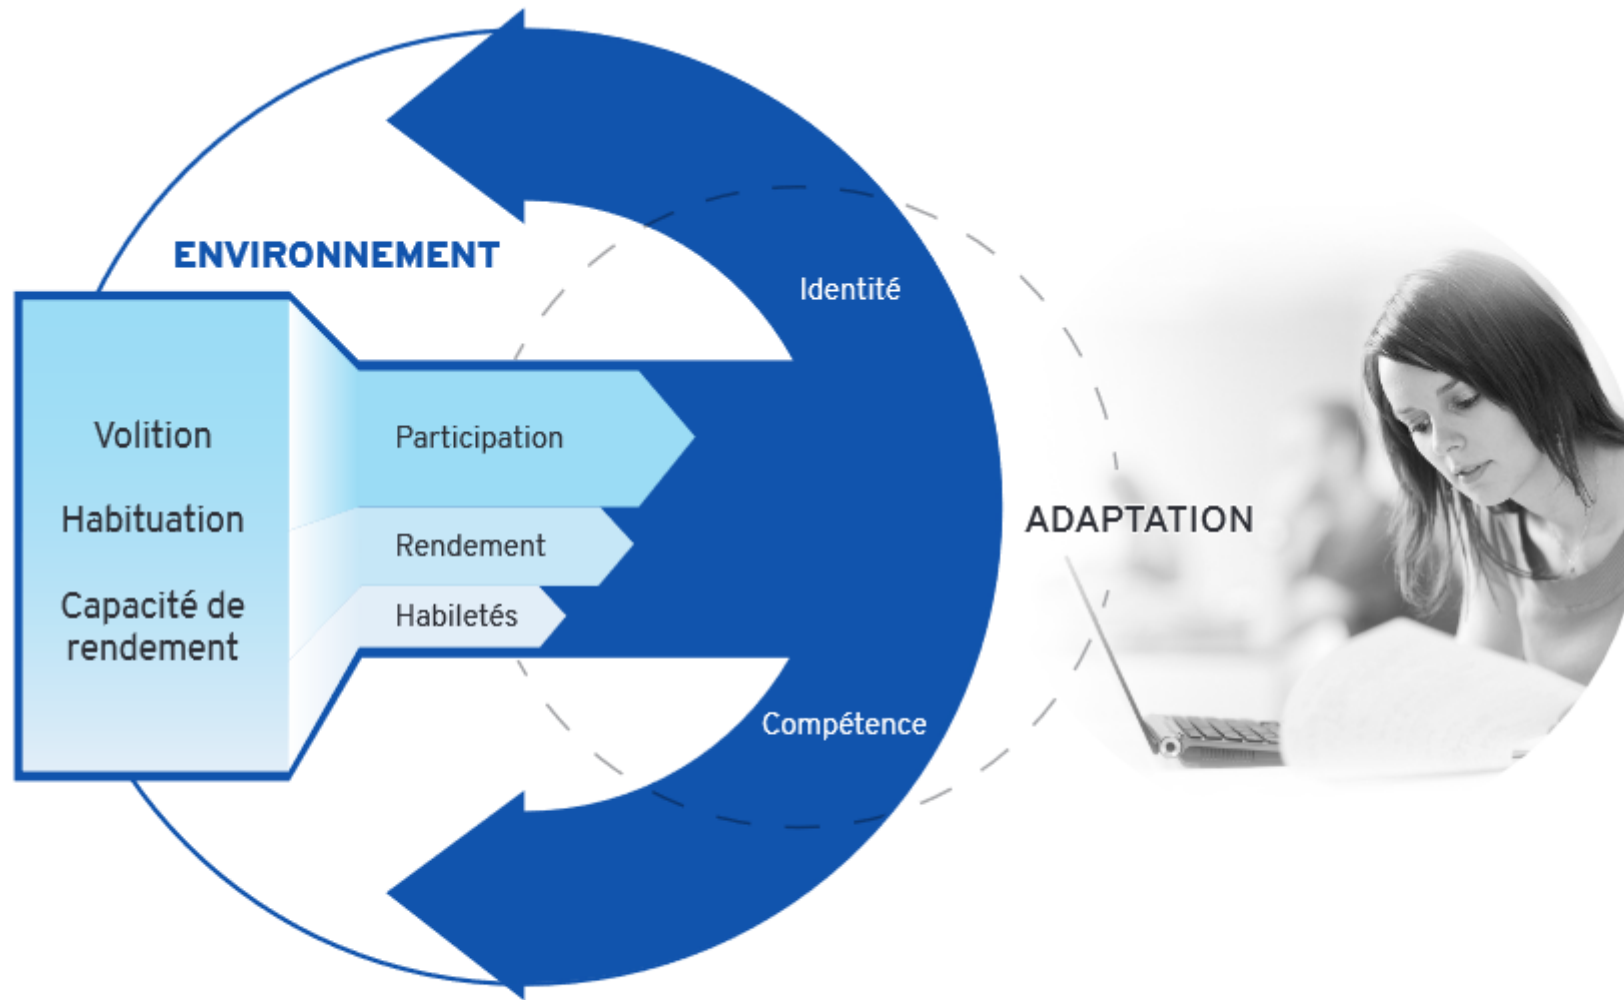 ENVIRONNEMENT
Volition
Habituation
Capacité de
rendement
Participation
Rendement
Habiletés
Identité
Compétence
ADAPTATION